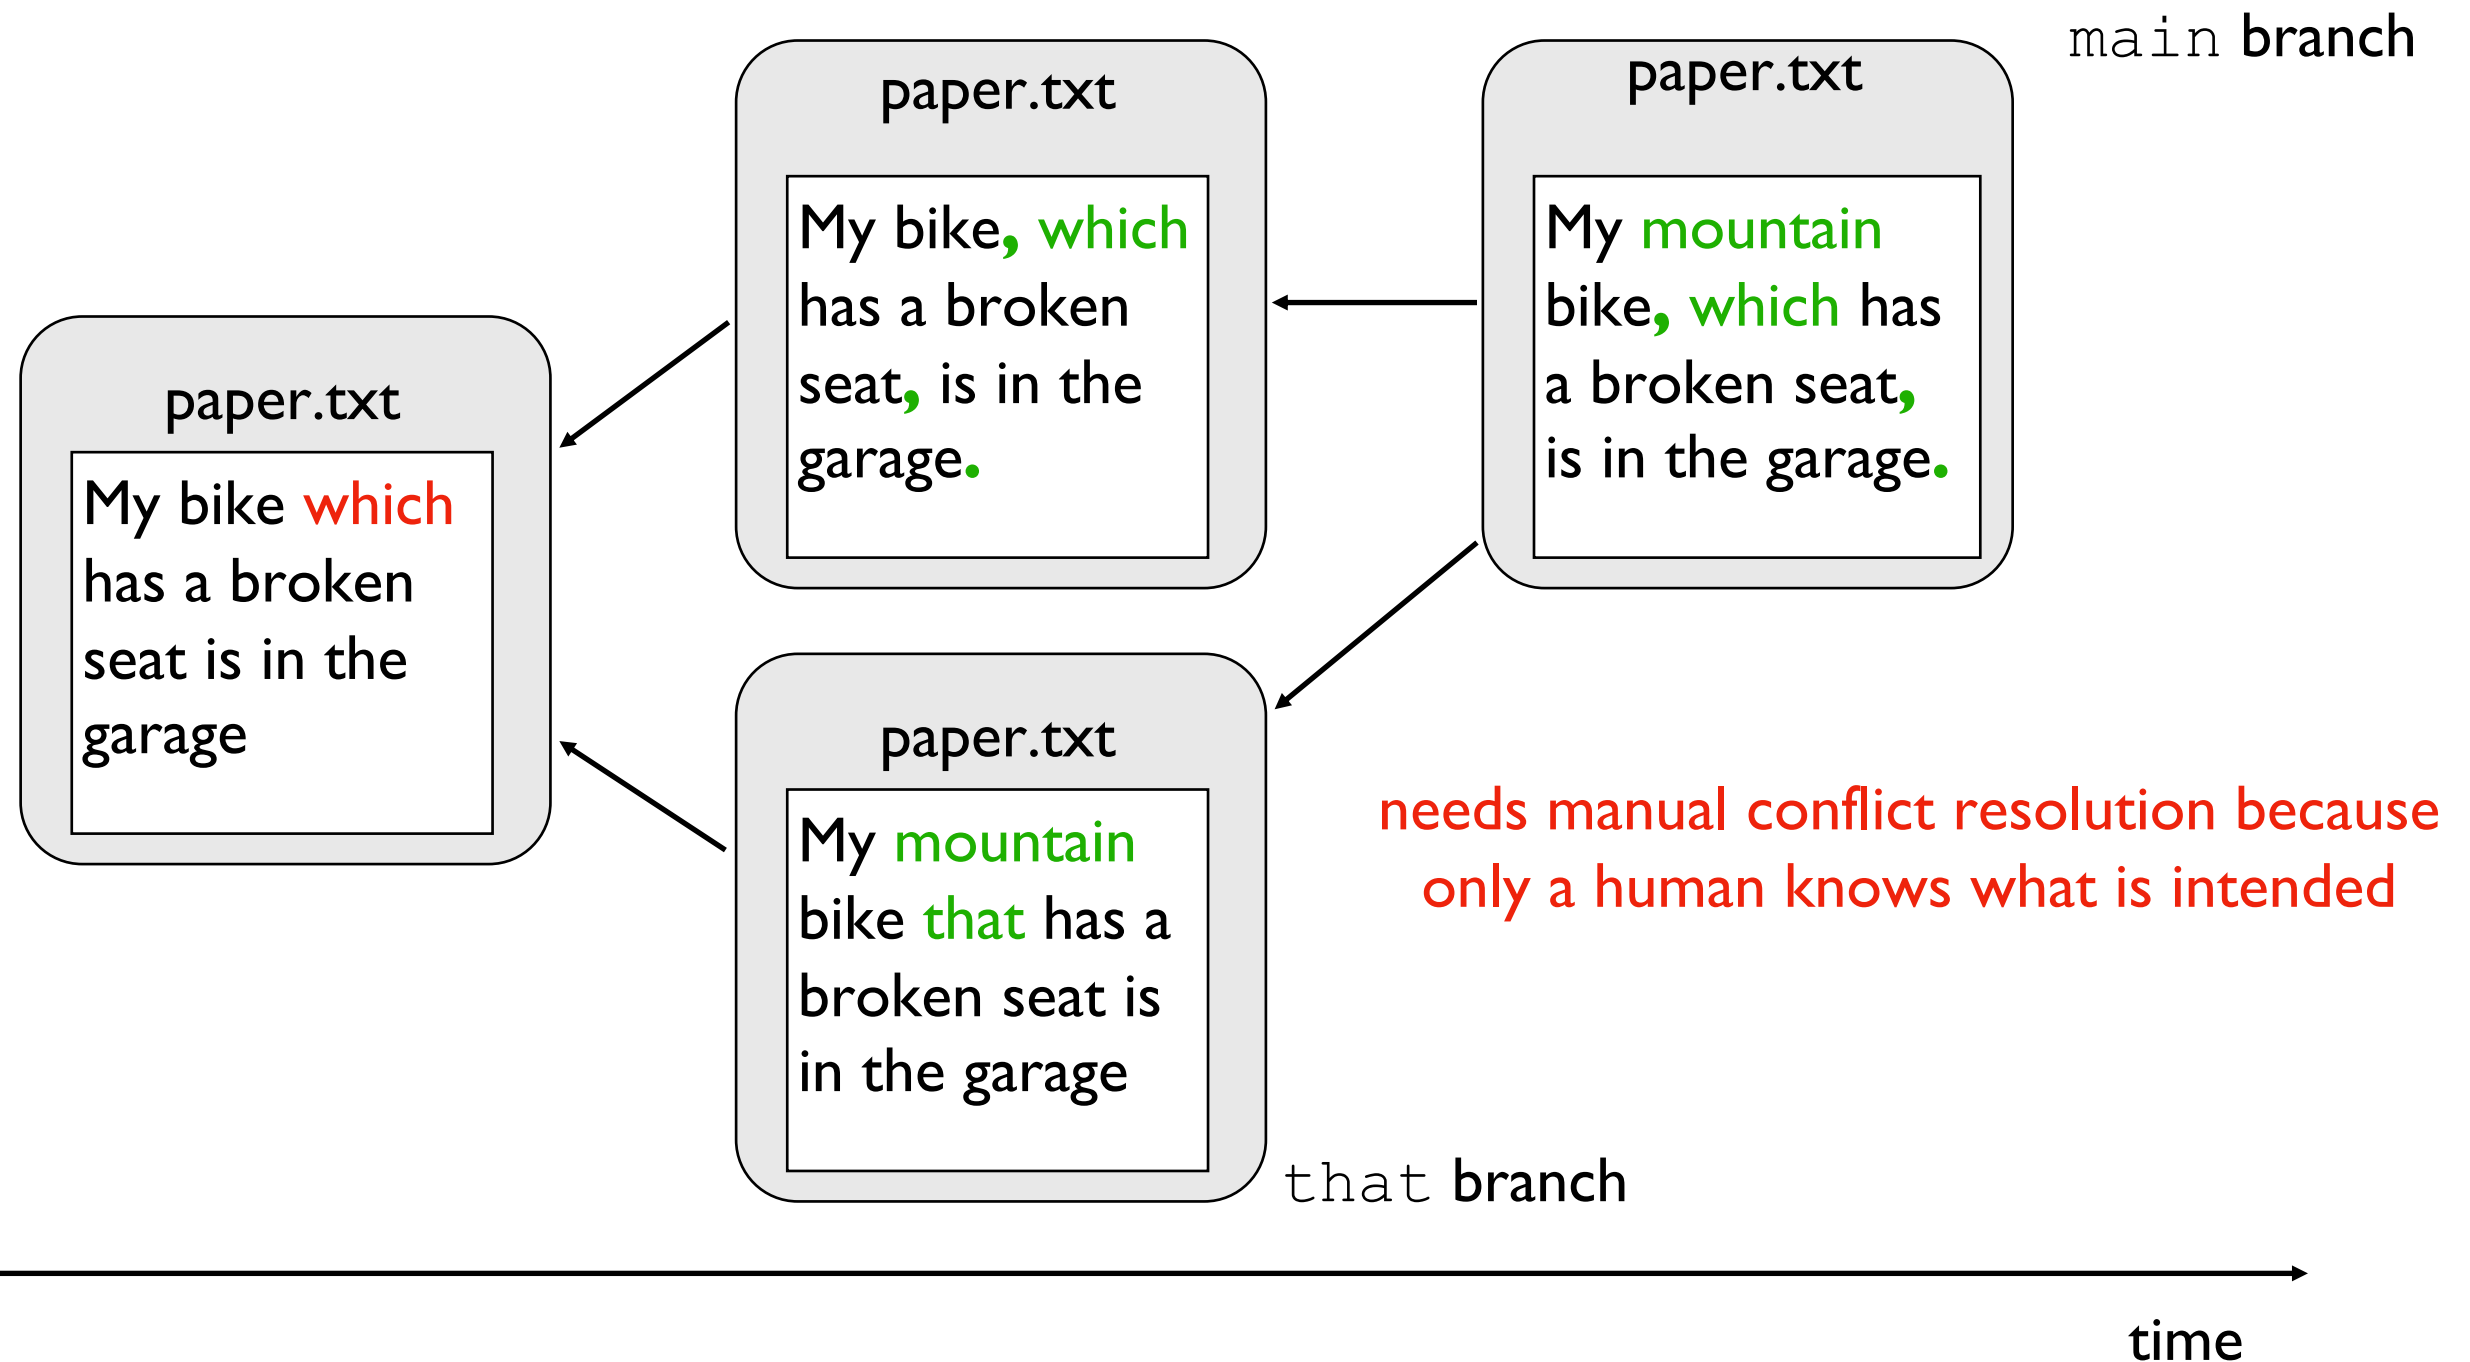 main branch
paper.txt
My bike which
has a broken
seat is in the
garage
paper.txt
My bike, which
has a broken
seat, is in the
garage.
paper.txt
My mountain
bike, which has
a broken seat,
is in the garage.
paper.txt
My mountain
bike that has a
broken seat is
in the garage
that branch
needs manual conflict resolution because
only a human knows what is intended
time